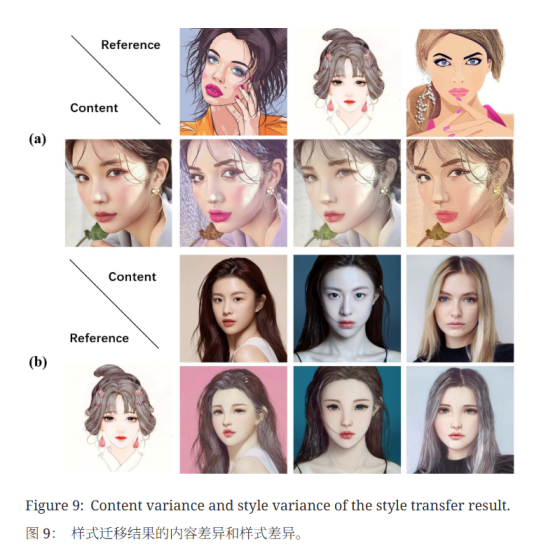 Reference
Content
(a)
Content
Reference
(b)
Figure 9: Content variance and style variance of the style transfer result.
图 9： 样式迁移结果的内容差异和样式差异。